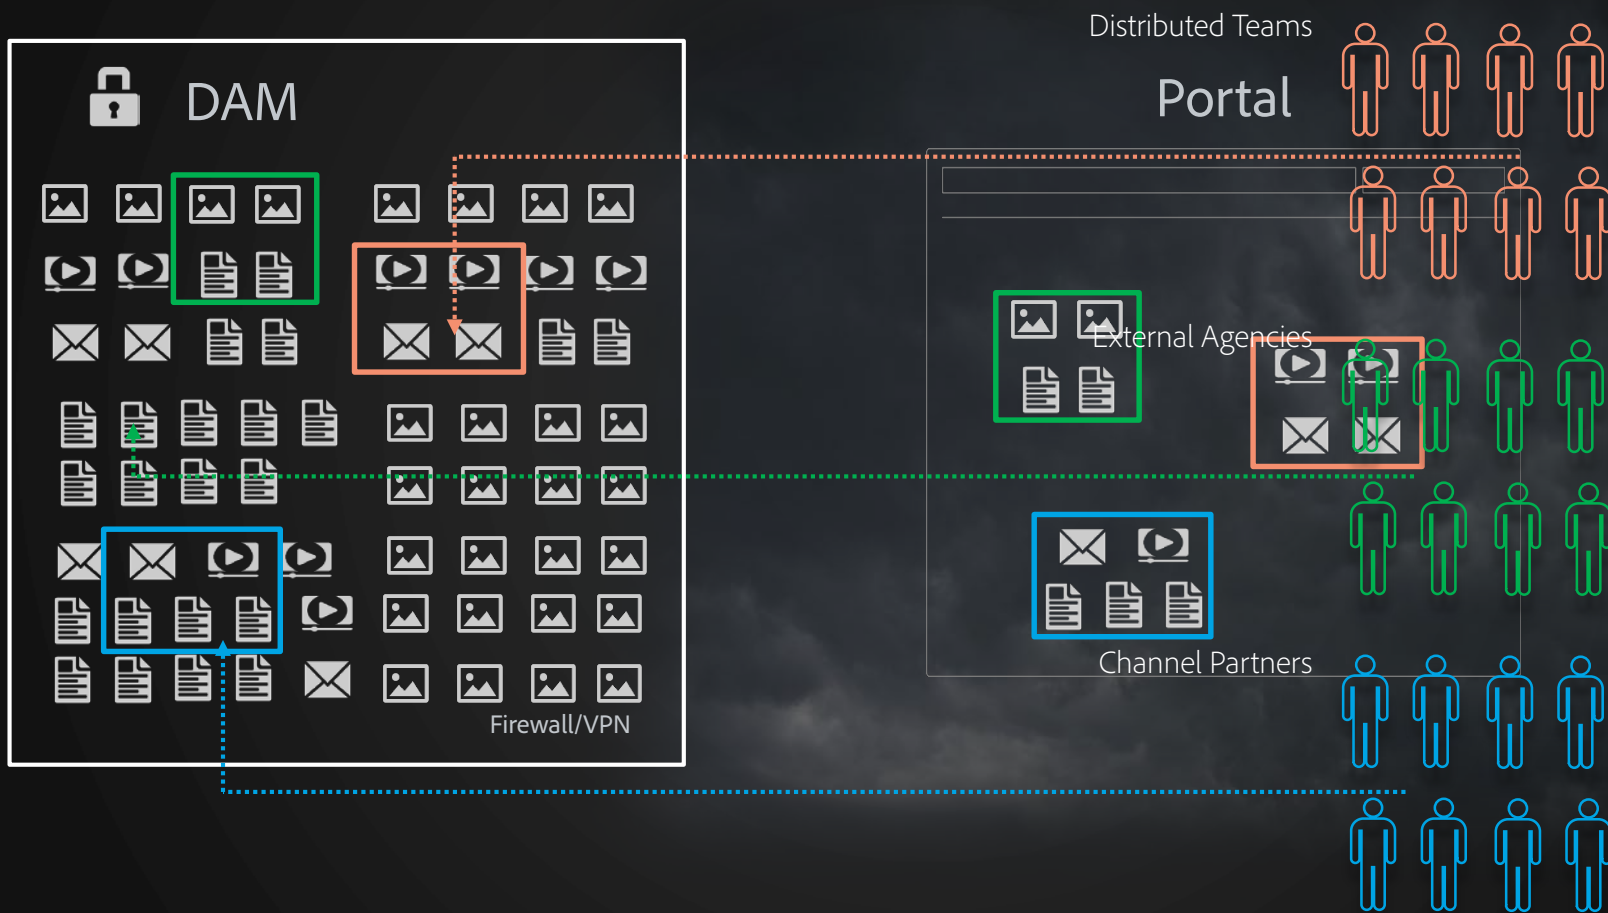 Distributed Teams
DAM
Portal
External Agencies
Channel Partners
Firewall/VPN